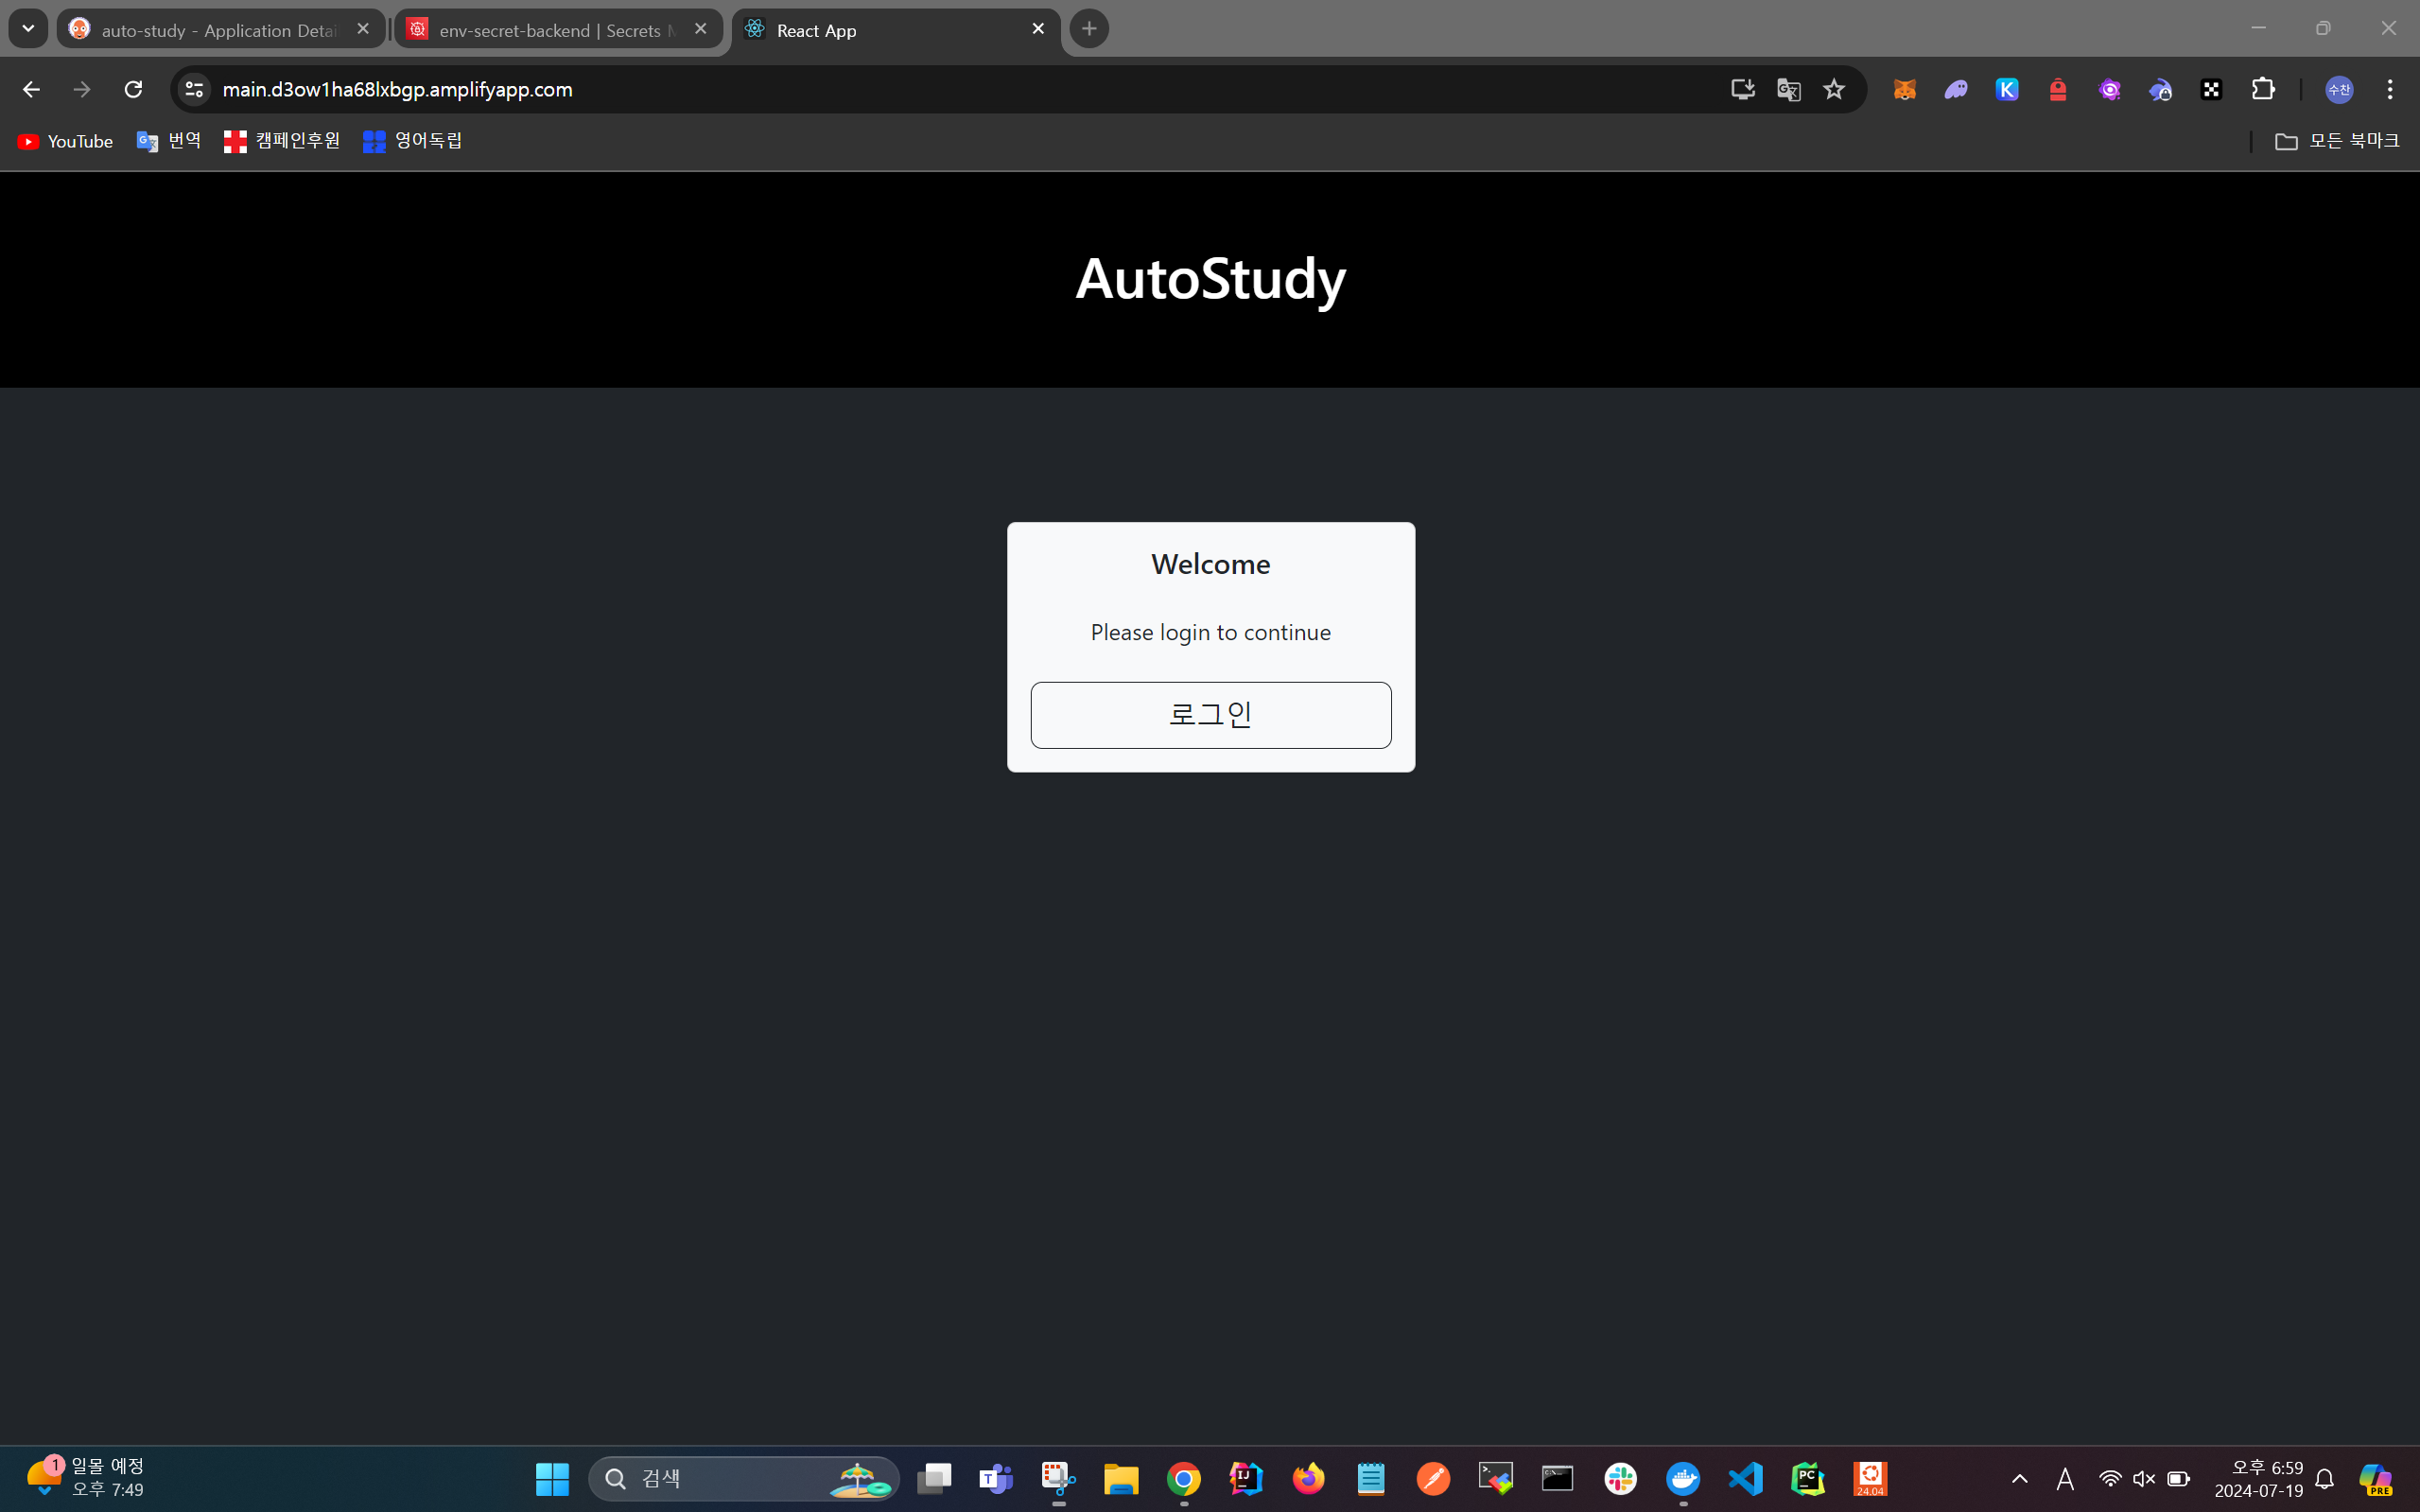 auto-study - Application Detai
env-secret-backend | Secrets M
React App
main.d3ow1ha68lxbgp.amplifyapp.com
수찬
YouTube
번역
캠페인후원
영어독립
모든 북마크
AutoStudy
Welcome
Please login to continue
로그인
1
일몰 예정
오후 7:49
검색
24.04
A
오후 6:59
2024-07-19
PRE